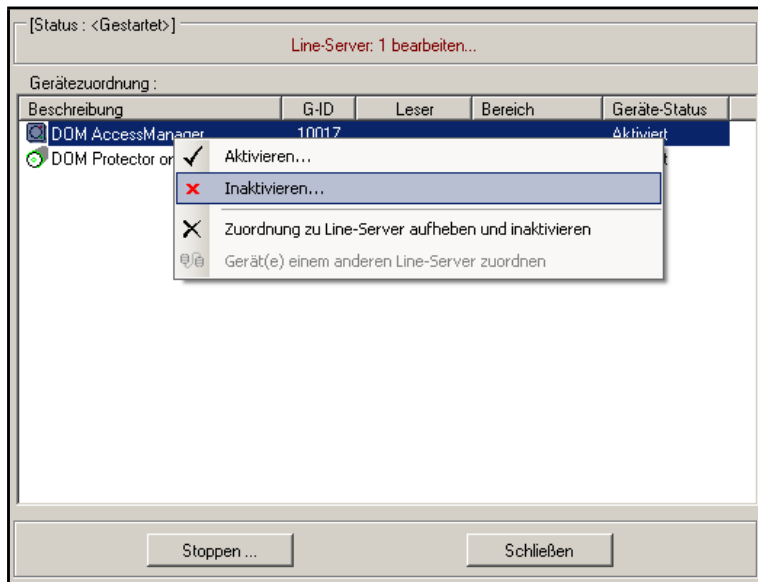 [Status : <Gestartet>]
Line-Server: 1 bearbeiten...
Gerätezuordnung :
Beschreibung G-ID Leser Bereich Geräte-Status
DOM AccessManager 10017 Aktiviert
DOM Protector
Aktivieren...
Inaktivieren...
Zuordnung zu Line-Server aufheben und inaktivieren
Gerät(e) einem anderen Line-Server zuordnen
Stoppen ... Schließen